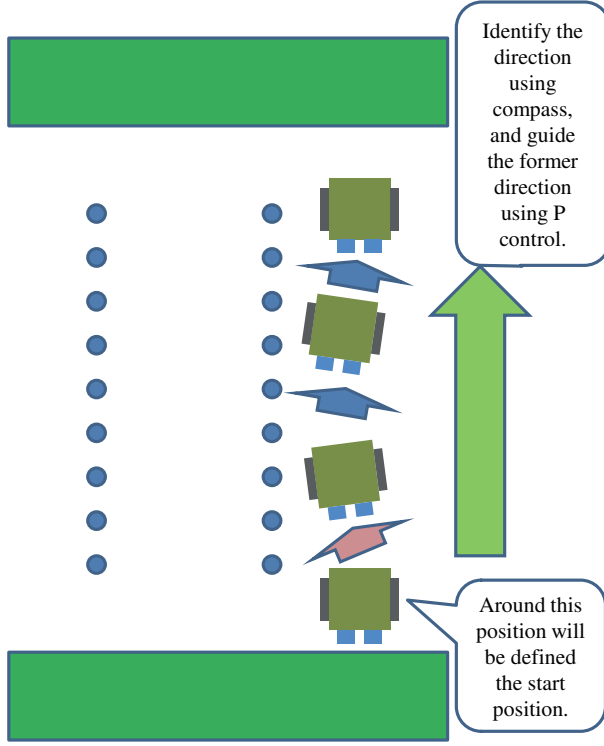 Identify the
direction
using
compass,
and guide
the former
direction
using P
control.
Around this
position will
be defined
the start
position.